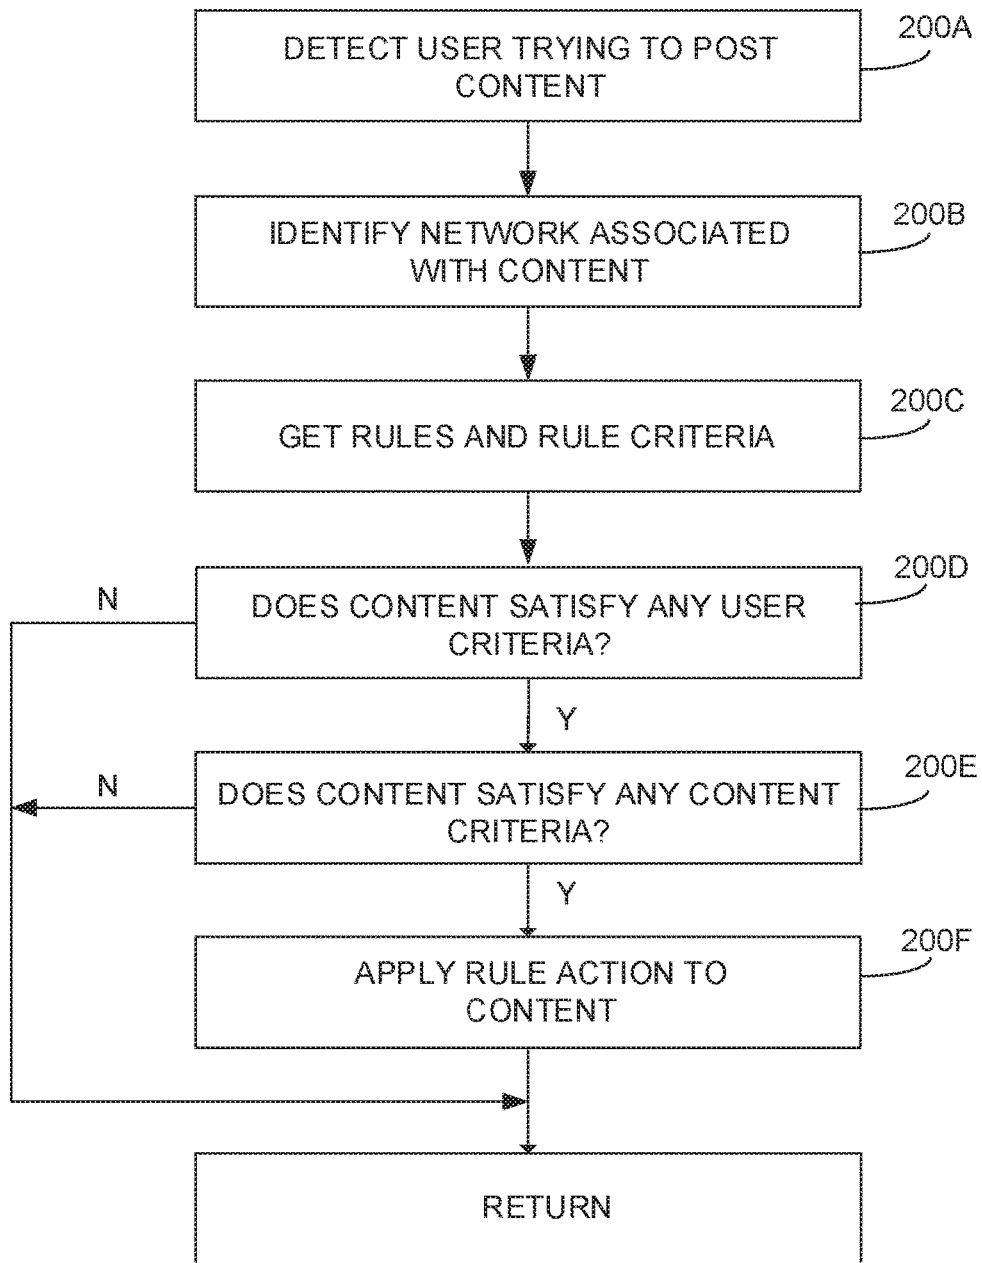 DETECT USER TRYING TO POST
CONTENT
200A
IDENTIFY NETWORK ASSOCIATED
WITH CONTENT
200B
GET RULES AND RULE CRITERIA
200C
DOES CONTENT SATISFY ANY USER
CRITERIA?
200D
N
Y
DOES CONTENT SATISFY ANY CONTENT
CRITERIA?
200E
N
Y
APPLY RULE ACTION TO
CONTENT
200F
RETURN